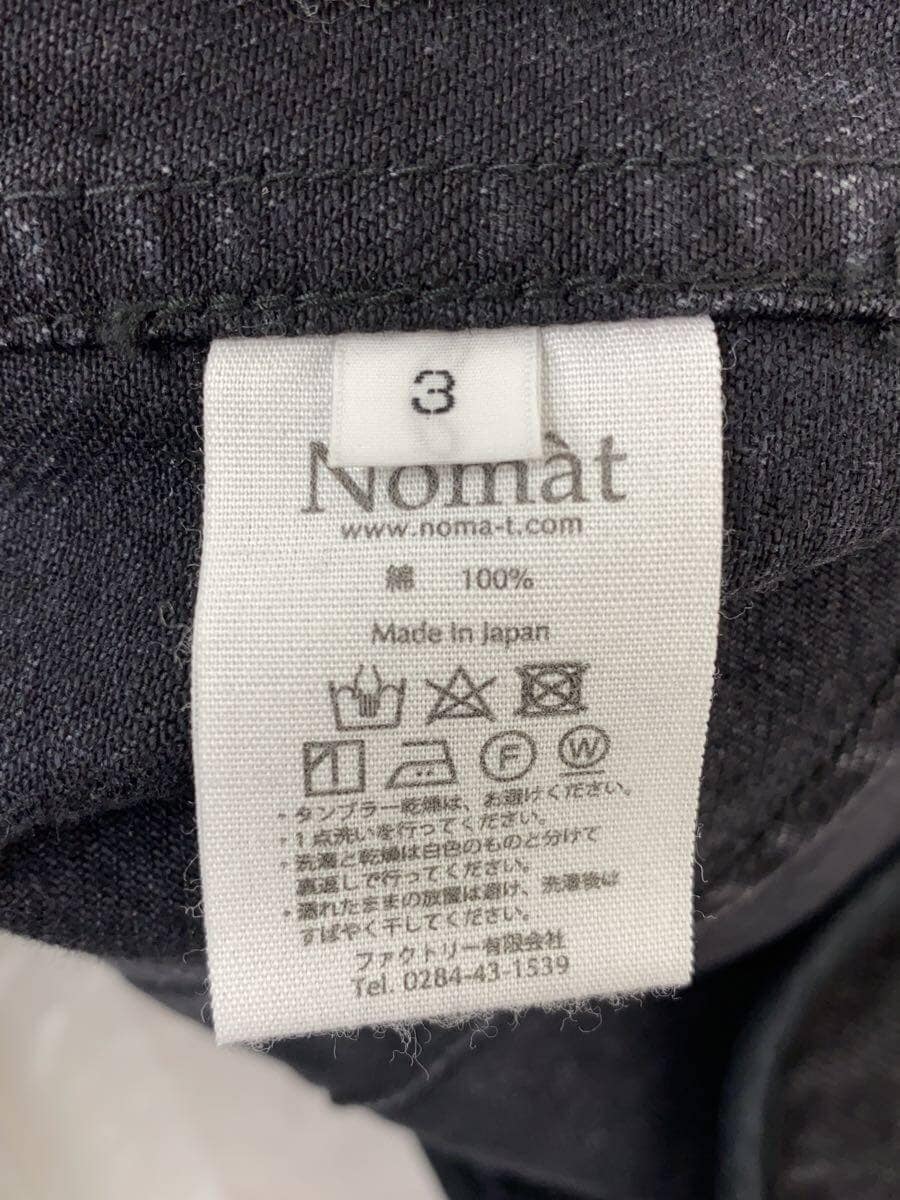 3
Nomàt
www.noma-t.com
綿 100%
Made in Japan
F W
・タンブラー乾燥は、お避けください。
・1点洗いを行ってください。
・洗濯と乾燥は白色のものと分けて
裏返しで行ってください。
・濡れたままの放置は避け、洗濯後は
すばやく干してください。
ファクトリー有限会社
Tel. 0284-43-1539